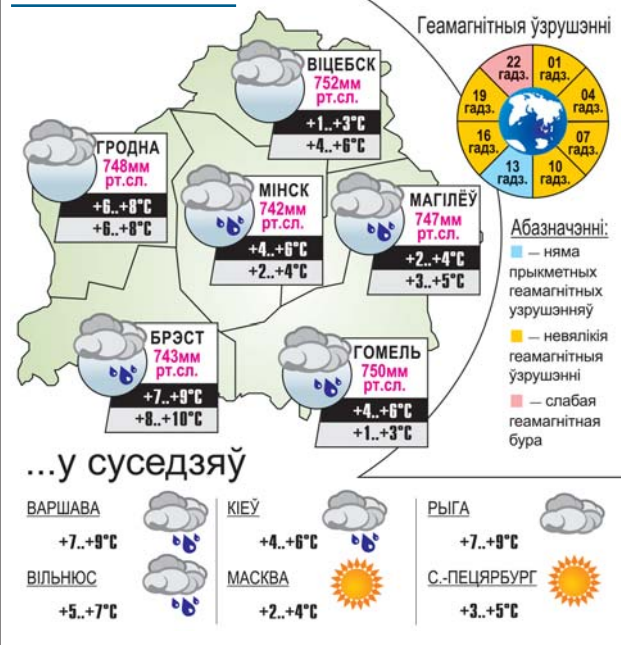 Геамагнітныя ўзрушэнні
22 гадз.
01 гадз.
04 гадз.
07 гадз.
10 гадз.
13 гадз.
16 гадз.
19 гадз.
ВІЦЕБСК
752мм
рт.сл.
+1..+3°C
+4..+6°C
ГРОДНА
748мм
рт.сл.
+6..+8°C
+6..+8°C
МІНСК
742мм
рт.сл.
+4..+6°C
+2..+4°C
МАГІЛЁЎ
747мм
рт.сл.
+2..+4°C
+3..+5°C
БРЭСТ
743мм
рт.сл.
+7..+9°C
+8..+10°C
ГОМЕЛЬ
750мм
рт.сл.
+4..+6°C
+1..+3°C
Абазначэнні:
— няма
прыкметных
геамагнітных
узрушэнняў
— невялікія
геамагнітныя
ўзрушэнні
— слабая
геамагнітная
бура
...у суседзяў
ВАРШАВА
+7..+9°C
КІЕЎ
+4..+6°C
РЫГА
+7..+9°C
ВІЛЬНЮС
+5..+7°C
МАСКВА
+2..+4°C
С.-ПЕЦЯРБУРГ
+3..+5°C